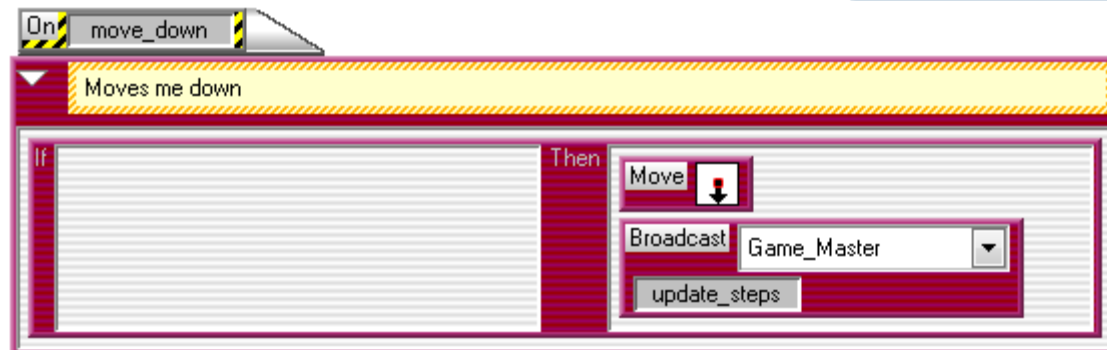 On move_down
Moves me down
If
Then
Move
Broadcast Game_Master
update_steps